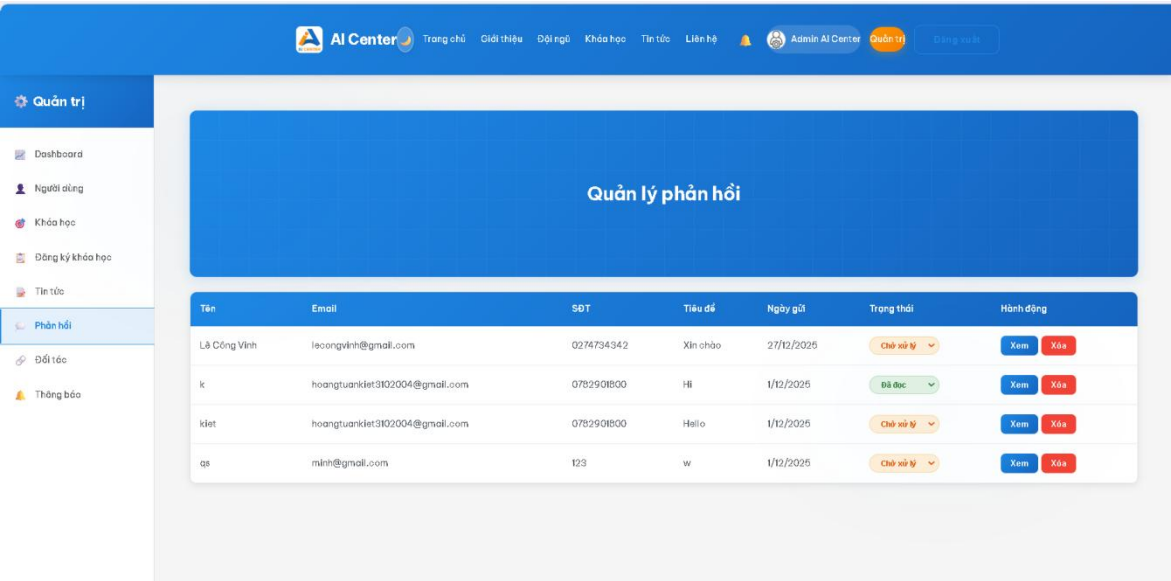 AI Center Trang chủ Giới thiệu Đội ngũ Khóa học Tin tức Liên hệ Admin AI Center Quản trị Đăng xuất
Quản trị
Dashboard
Người dùng
Khóa học
Đăng ký khóa học
Tin tức
Phản hồi
Đối tác
Thông báo
Quản lý phản hồi
Tên Email SĐT Tiêu đề Ngày gửi Trạng thái Hành động
Lê Công Vinh lecongvinh@gmail.com 0274734342 Xin chào 27/12/2025 Chờ xử lý Xem Xóa
k hoangtuankiet3102004@gmail.com 0782901800 Hi 1/12/2025 Đã đọc Xem Xóa
kiet hoangtuankiet3102004@gmail.com 0782901800 Hello 1/12/2025 Chờ xử lý Xem Xóa
qs minh@gmail.com 123 w 1/12/2025 Chờ xử lý Xem Xóa